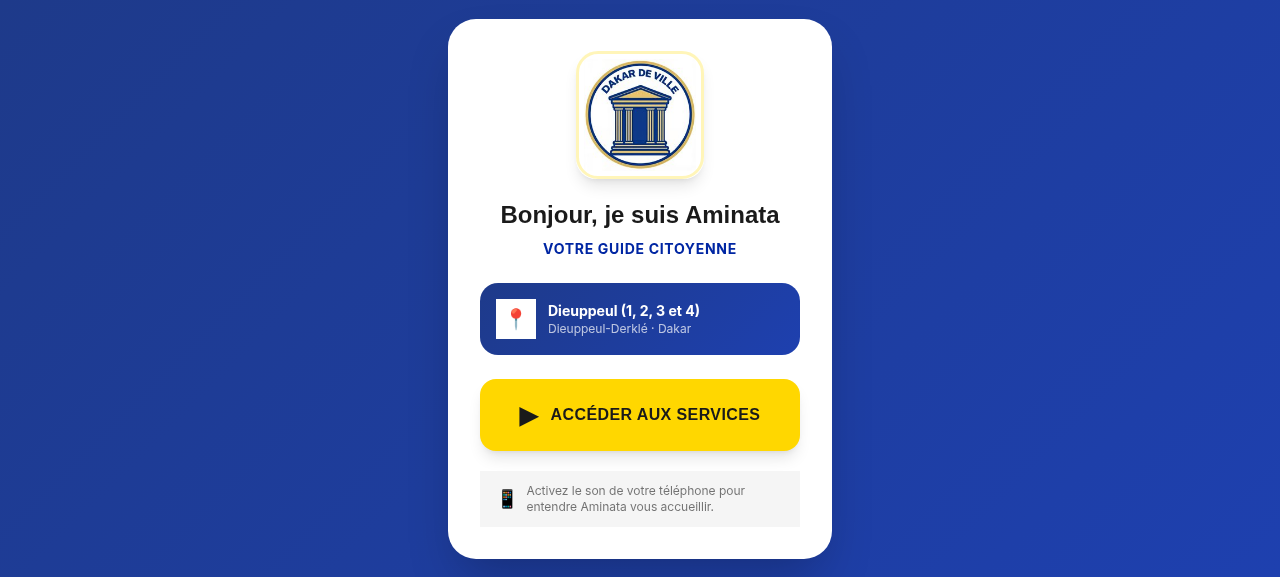 DAKAR DE VILLE
Bonjour, je suis Aminata
VOTRE GUIDE CITOYENNE
Dieuppeul (1, 2, 3 et 4)
Dieuppeul-Derklé · Dakar
▶ ACCÉDER AUX SERVICES
Activez le son de votre téléphone pour
entendre Aminata vous accueillir.